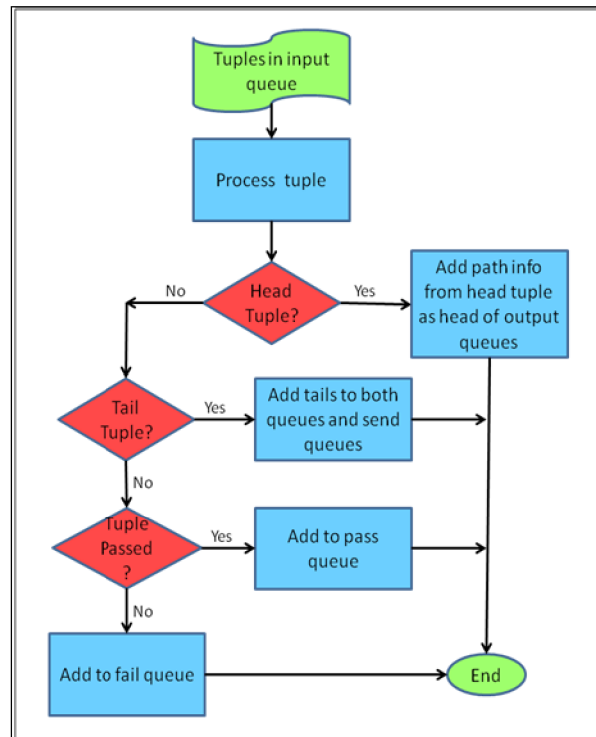 Tuples in input
queue
Process tuple
No
Head
Tuple?
Yes
Add path info
from head tuple
as head of output
queues
Tail
Tuple?
Yes
Add tails to both
queues and send
queues
No
Tuple
Passed
?
Yes
Add to pass
queue
No
Add to fail queue
End